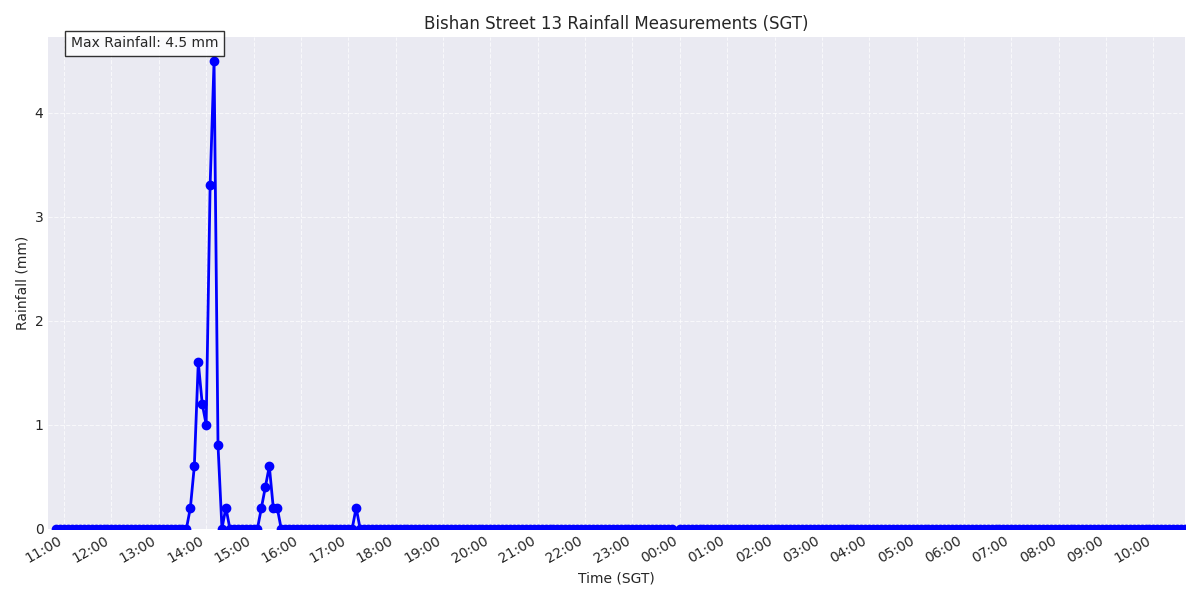 Bishan Street 13 Rainfall Measurements (SGT)
Max Rainfall: 4.5 mm
4
3
2
1
0
Rainfall (mm)
11:00 12:00 13:00 14:00 15:00 16:00 17:00 18:00 19:00 20:00 21:00 22:00 23:00 00:00 01:00 02:00 03:00 04:00 05:00 06:00 07:00 08:00 09:00 10:00
Time (SGT)